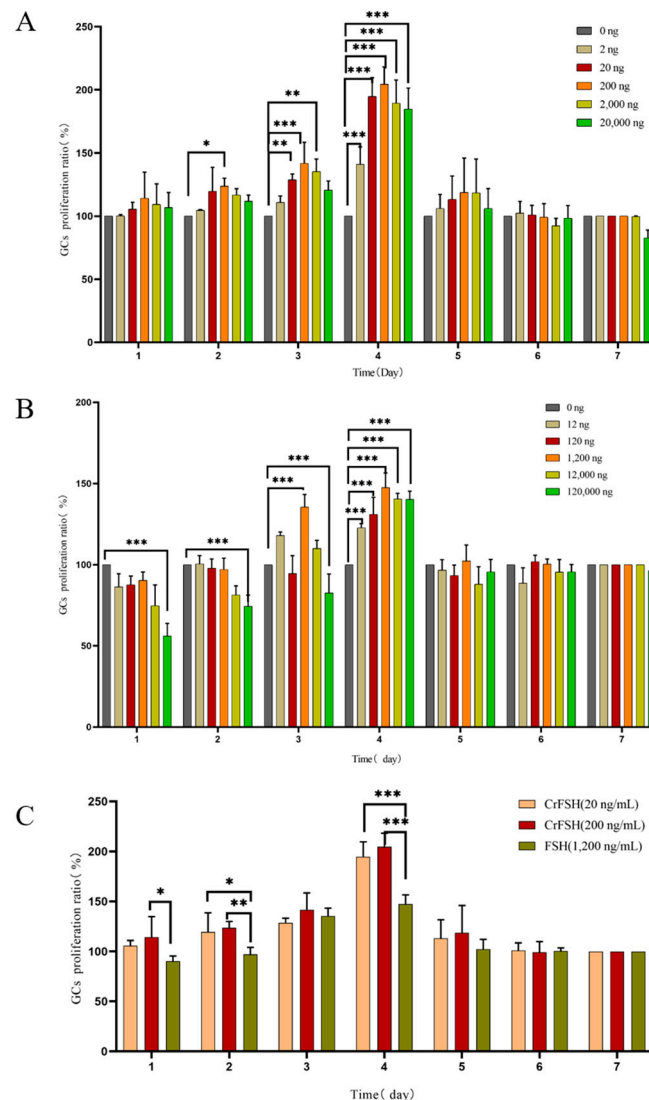 A
250
200
150
100
50
0
GCs proliferation ratio( %)
*
**
***
**
***
***
***
***
***
0 ng
2 ng
20 ng
200 ng
2,000 ng
20,000 ng
1 2 3 4 5 6 7
Time(Day)
B
200
150
100
50
0
GCs proliferation ratio( %)
***
***
***
***
***
***
***
***
***
0 ng
12 ng
120 ng
1,200 ng
12,000 ng
120,000 ng
1 2 3 4 5 6 7
Time( day)
C
250
200
150
100
50
0
GCs proliferation ratio( %)
*
*
**
***
***
CrFSH(20 ng/mL)
CrFSH(200 ng/mL)
FSH(1,200 ng/mL)
1 2 3 4 5 6 7
Time( day)